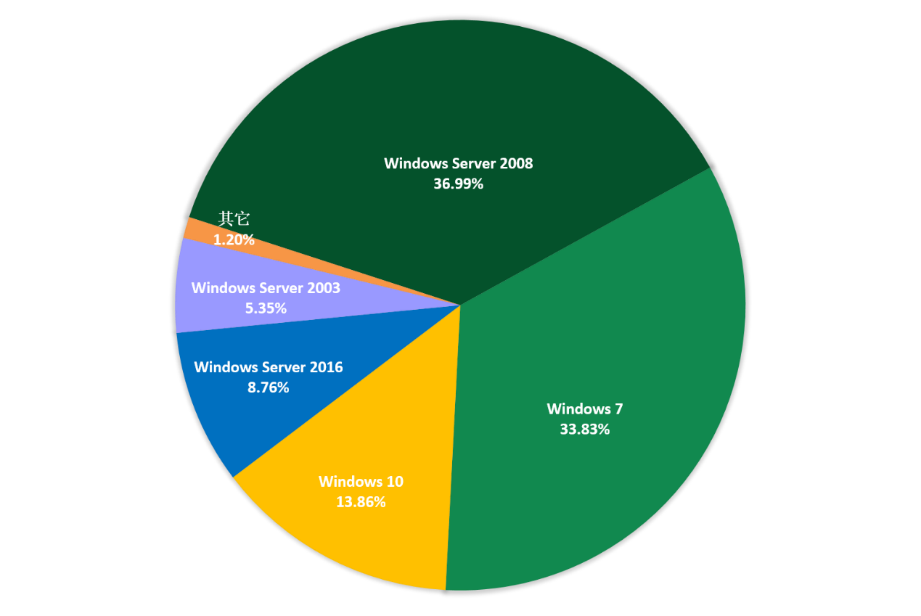 Windows Server 2008
36.99%
其它
1.20%
Windows Server 2003
5.35%
Windows Server 2016
8.76%
Windows 7
33.83%
Windows 10
13.86%